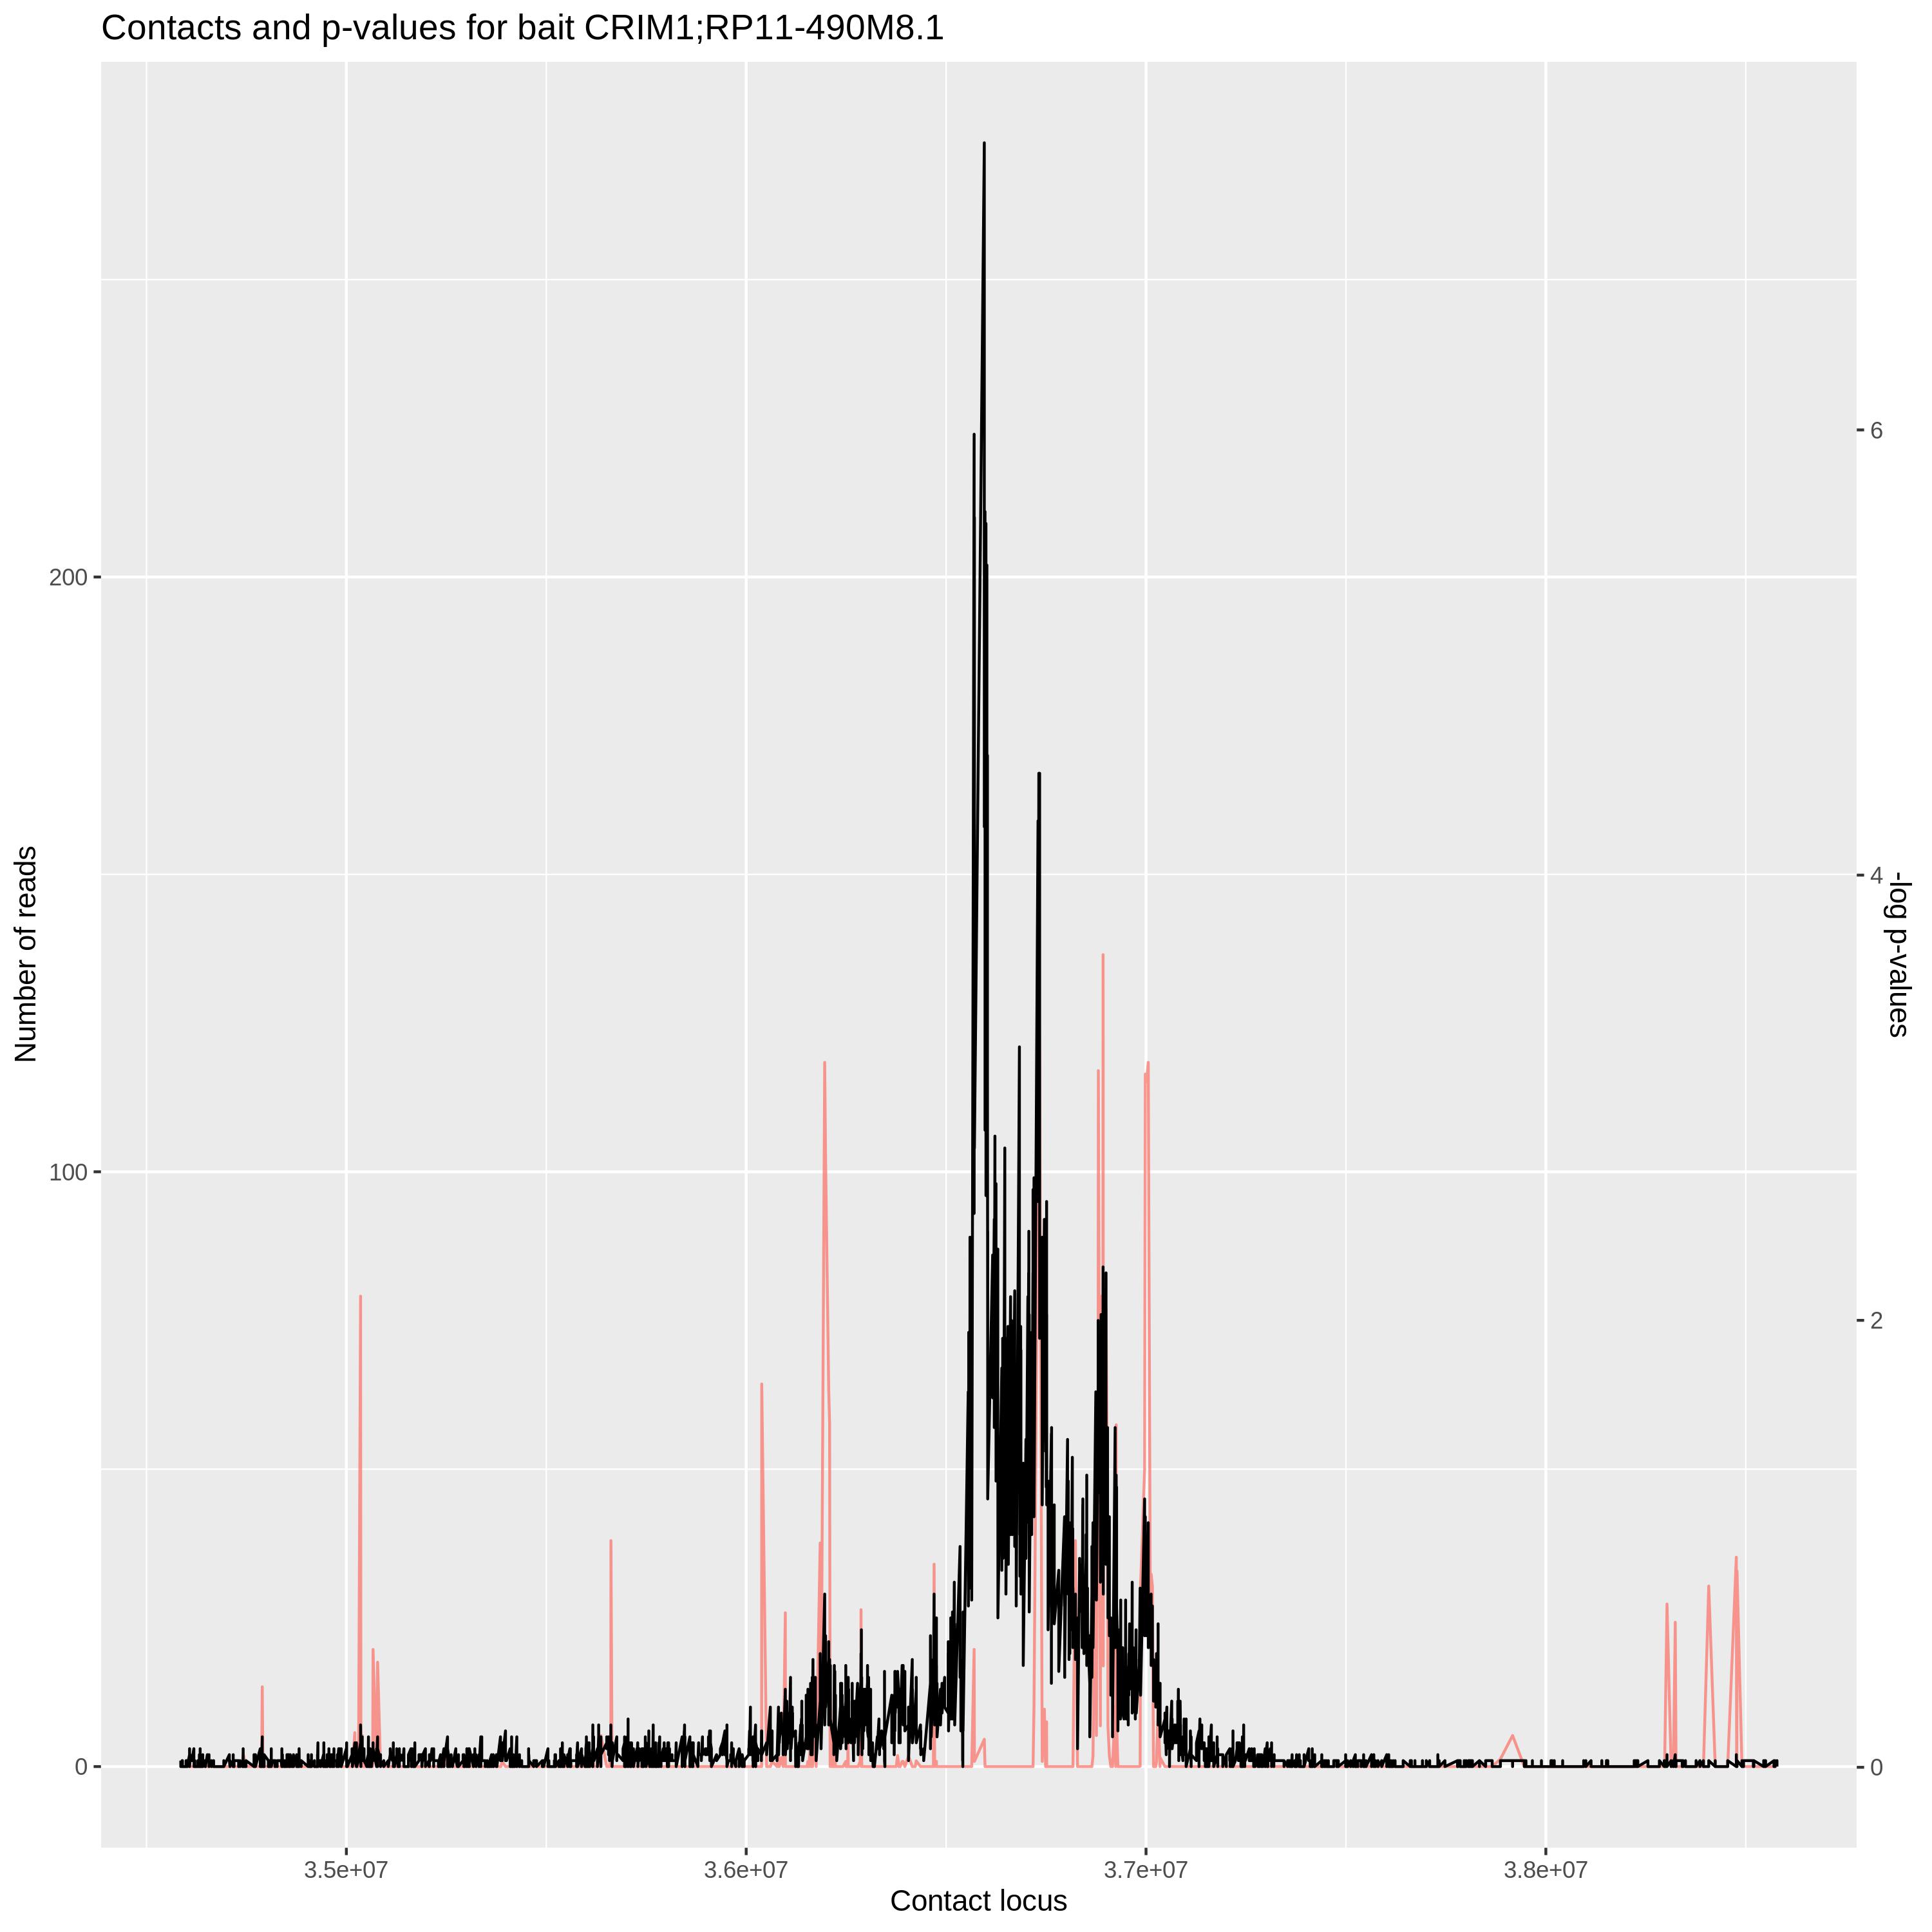 Contacts and p-values for bait CRIM1;RP11-490M8.1
Number of reads
200
100
0
6
4
2
0
-log p-values
3.5e+07 3.6e+07 3.7e+07 3.8e+07
Contact locus